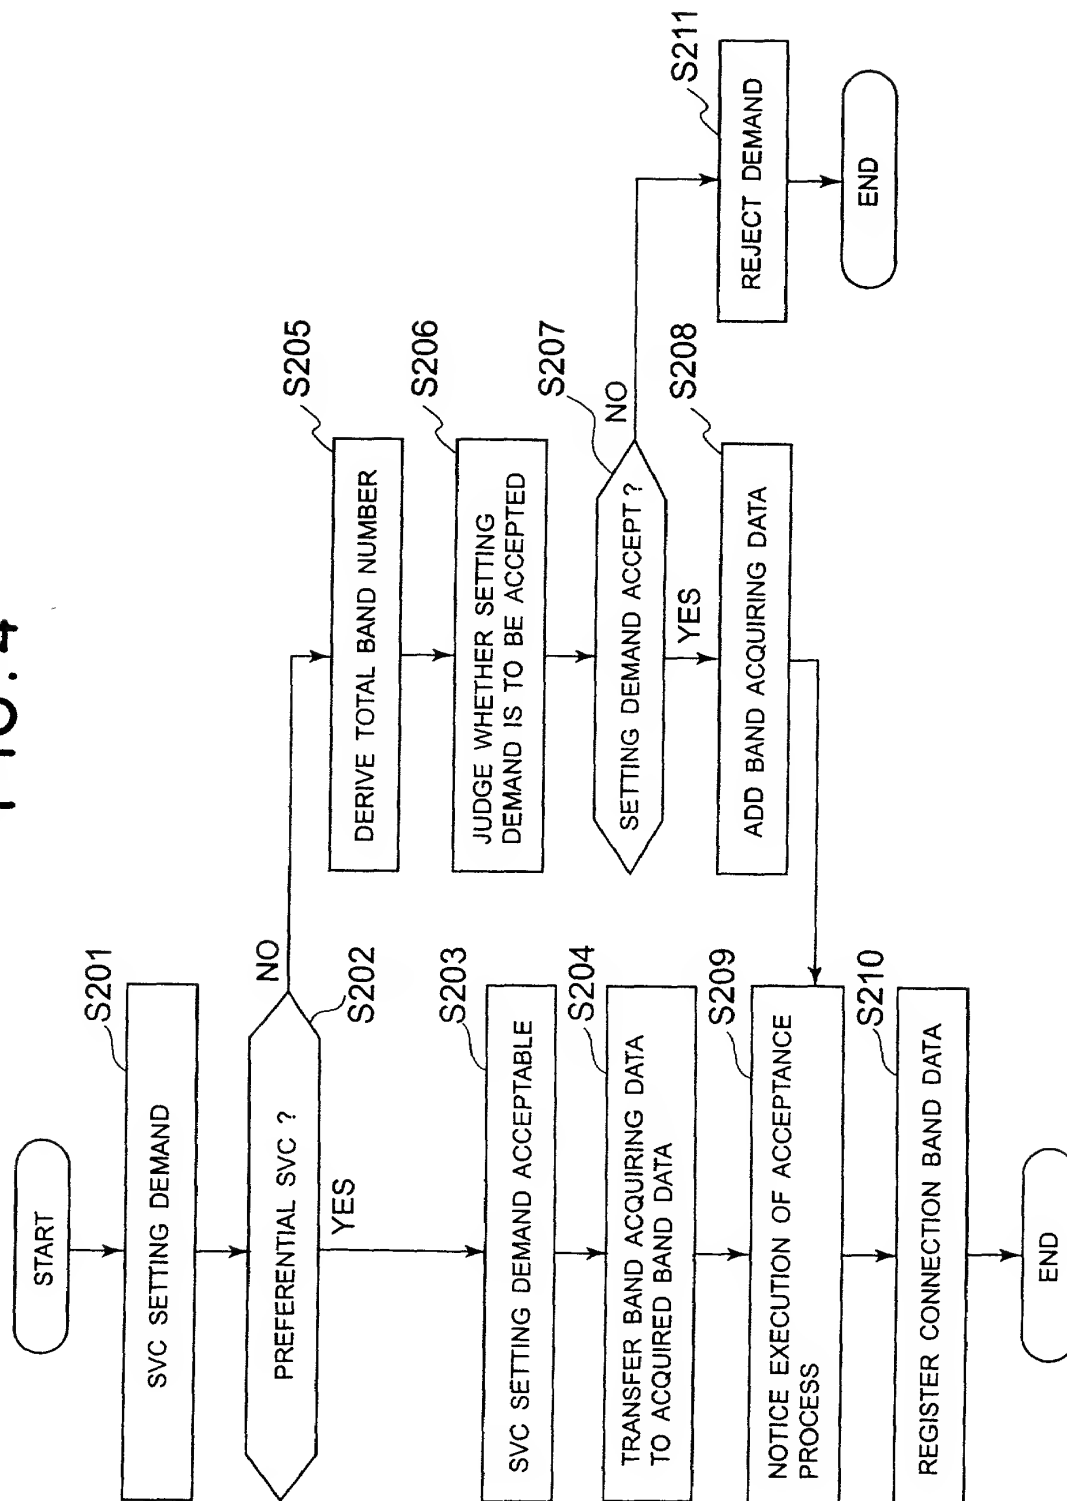 FIG. 4
START
S201
SVC SETTING DEMAND
PREFERENTIAL SVC ?
NO
S202
YES
S203
SVC SETTING DEMAND ACCEPTABLE
S204
TRANSFER BAND ACQUIRING DATA
TO ACQUIRED BAND DATA
S205
DERIVE TOTAL BAND NUMBER
S206
JUDGE WHETHER SETTING
DEMAND IS TO BE ACCEPTED
S207
SETTING DEMAND ACCEPT ?
NO
YES
S208
ADD BAND ACQUIRING DATA
S209
NOTICE EXECUTION OF ACCEPTANCE
PROCESS
S210
REGISTER CONNECTION BAND DATA
END
S211
REJECT DEMAND
END